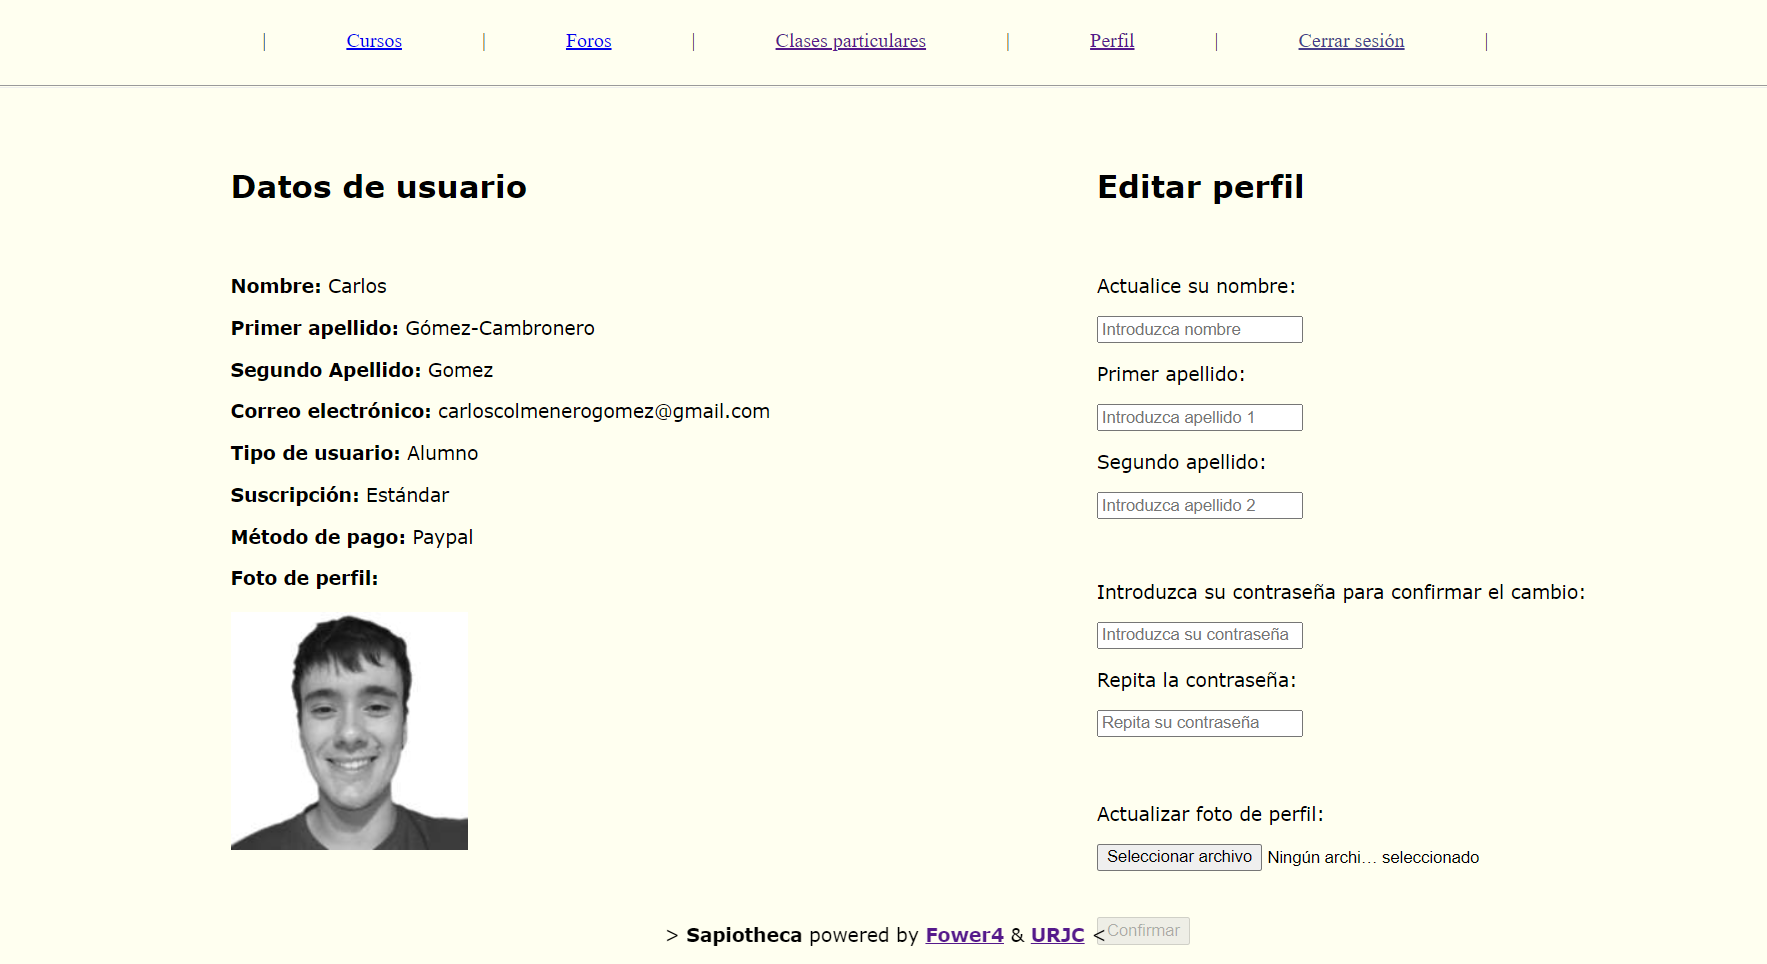 | Cursos | Foros | Clases particulares | Perfil | Cerrar sesión |
Datos de usuario
Nombre: Carlos
Primer apellido: Gómez-Cambronero
Segundo Apellido: Gomez
Correo electrónico: carloscolmenerogomez@gmail.com
Tipo de usuario: Alumno
Suscripción: Estándar
Método de pago: Paypal
Foto de perfil:
Editar perfil
Actualice su nombre:
Introduzca nombre
Primer apellido:
Introduzca apellido 1
Segundo apellido:
Introduzca apellido 2
Introduzca su contraseña para confirmar el cambio:
Introduzca su contraseña
Repita la contraseña:
Repita su contraseña
Actualizar foto de perfil:
Seleccionar archivo Ningún archi... seleccionado
Confirmar
> Sapiotheca powered by Fower4 & URJC <